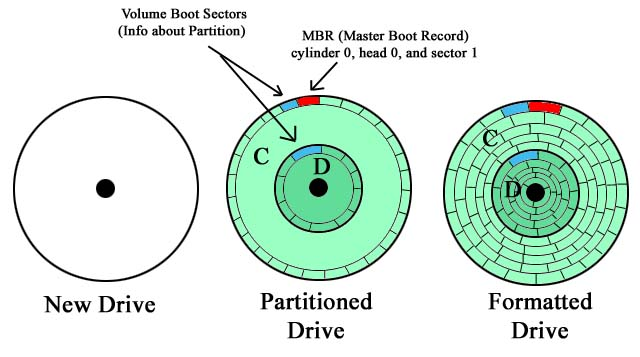 Volume Boot Sectors
(Info about Partition)
MBR (Master Boot Record)
cylinder 0, head 0, and sector 1
C
D
C
D
New Drive
Partitioned
Drive
Formatted
Drive